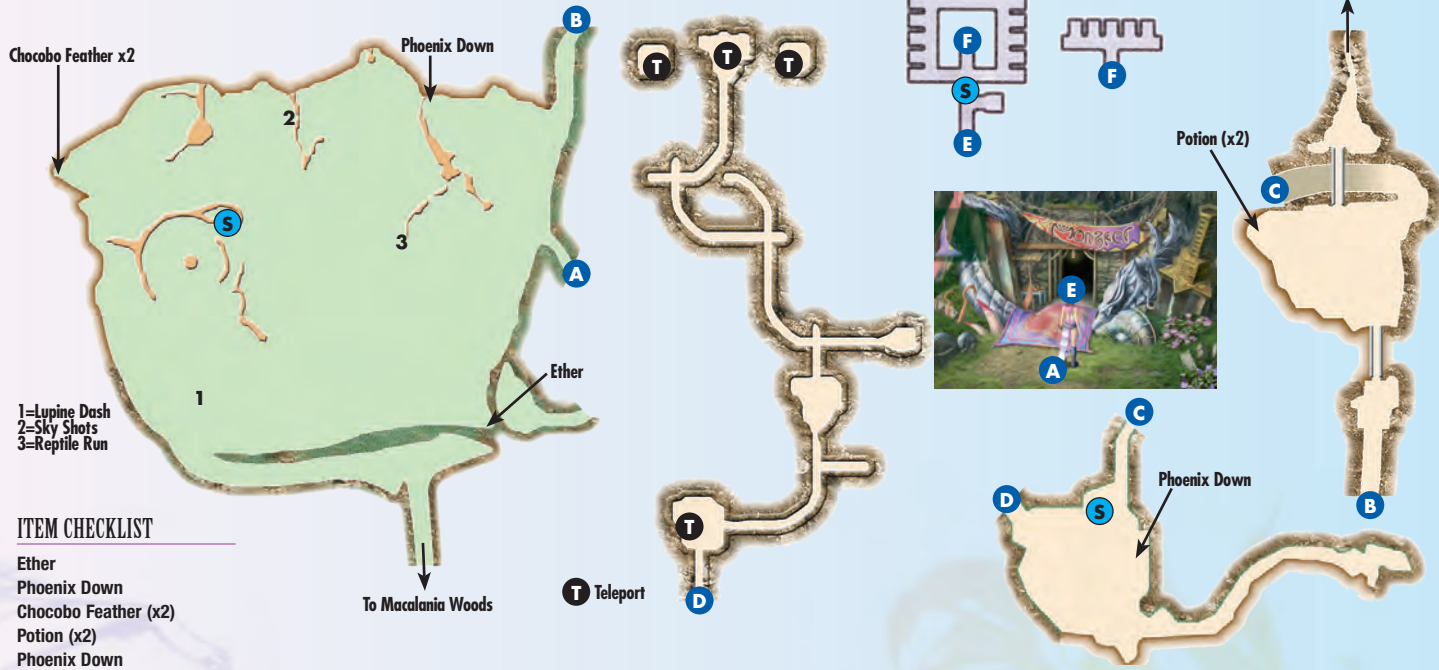 B
Chocobo Feather x2
Phoenix Down
2
S
3
A
1
Ether
1=Lupine Dash
2=Sky Shots
3=Reptile Run
To Macalania Woods
ITEM CHECKLIST
Ether
Phoenix Down
Chocobo Feather (x2)
Potion (x2)
Phoenix Down
T
T
T
T
D
T Teleport
F
S
E
F
E
A
Potion (x2)
C
B
C
D
S
Phoenix Down